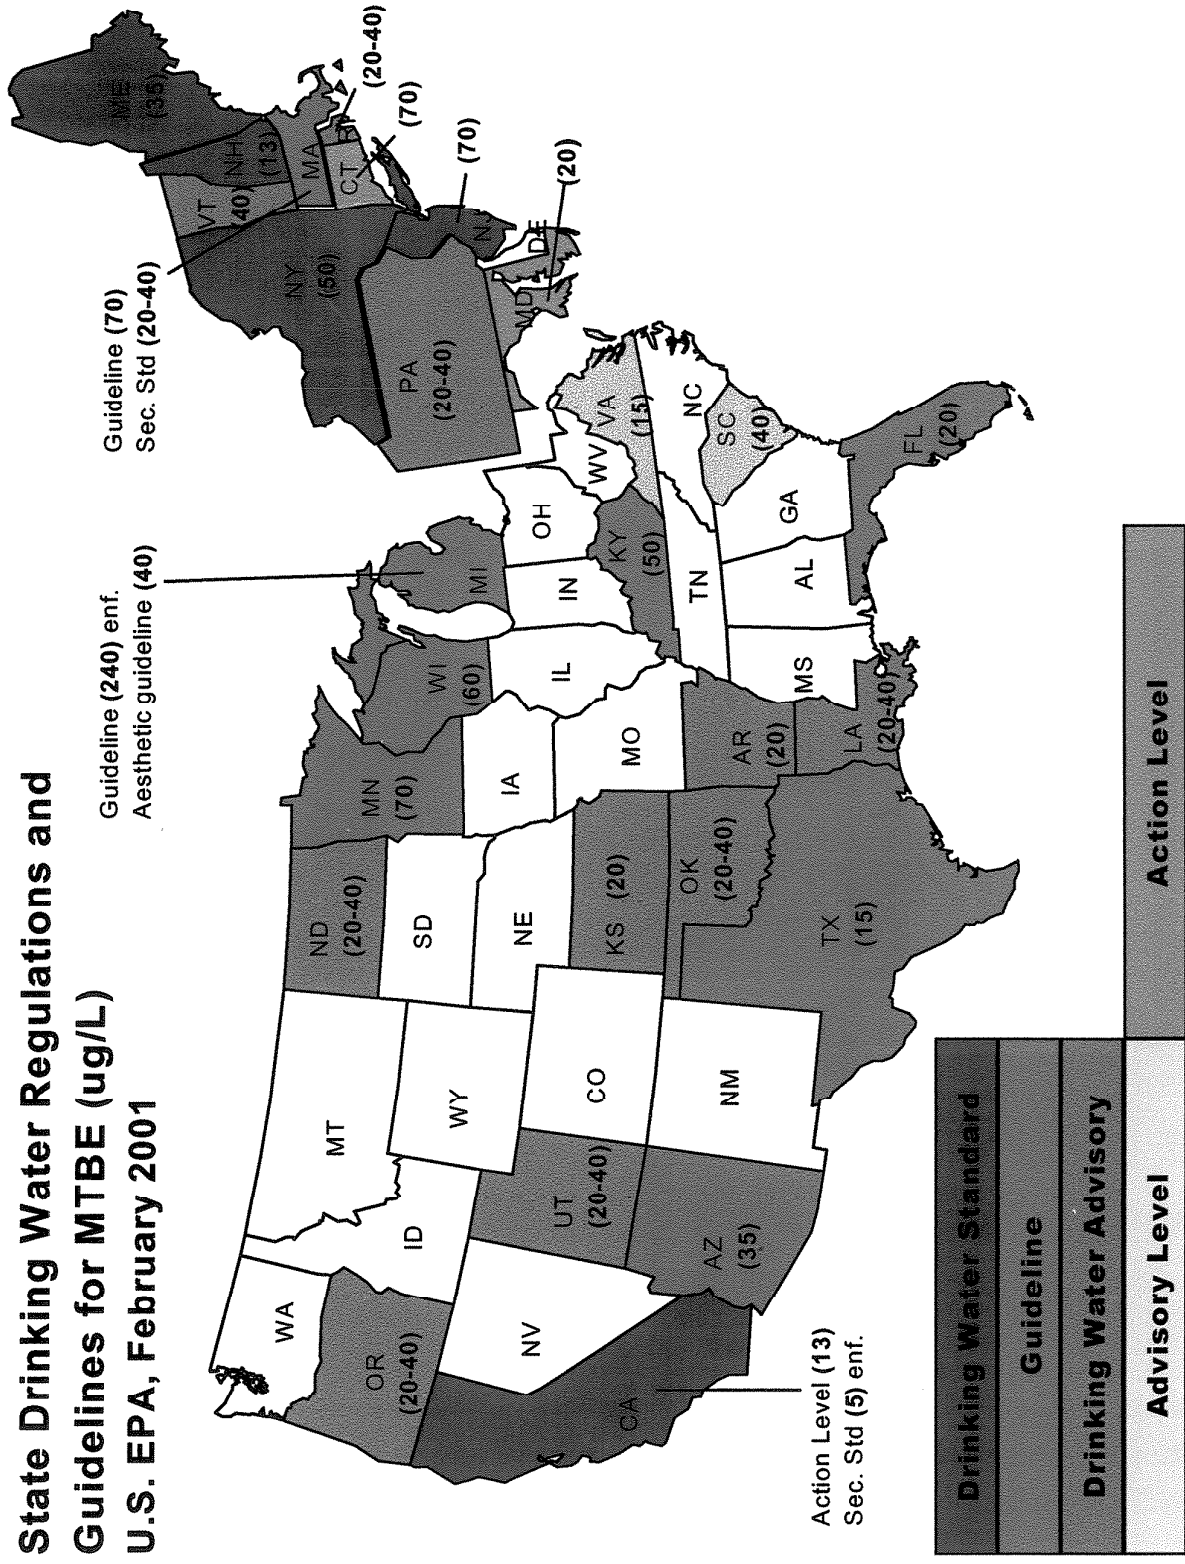 State Drinking Water Regulations and
Guidelines for MTBE (ug/L)
U.S. EPA, February 2001
Guideline (240) enf.
Aesthetic guideline (40)
Guideline (70)
Sec. Std (20-40)
WA
OR
(20-40)
CA
Action Level (13)
Sec. Std (5) enf.
NV
ID
MT
WY
UT
(20-40)
AZ
(35)
CO
NM
ND
(20-40)
SD
NE
KS (20)
OK
(20-40)
TX
(15)
MN
(70)
IA
MO
AR
(20)
LA
(20-40)
WI
(60)
IL
MS
MI
IN
KY
(50)
TN
AL
OH
WV
VA
(15)
NC
SC
(40)
GA
FL
(20)
PA
(20-40)
NY
(50)
VT
(40)
NH
(13)
ME
(35)
MA
CT
RI
(20-40)
(70)
NJ
(70)
DE
MD
(20)
Drinking Water Standard
Guideline
Drinking Water Advisory
Advisory Level
Action Level